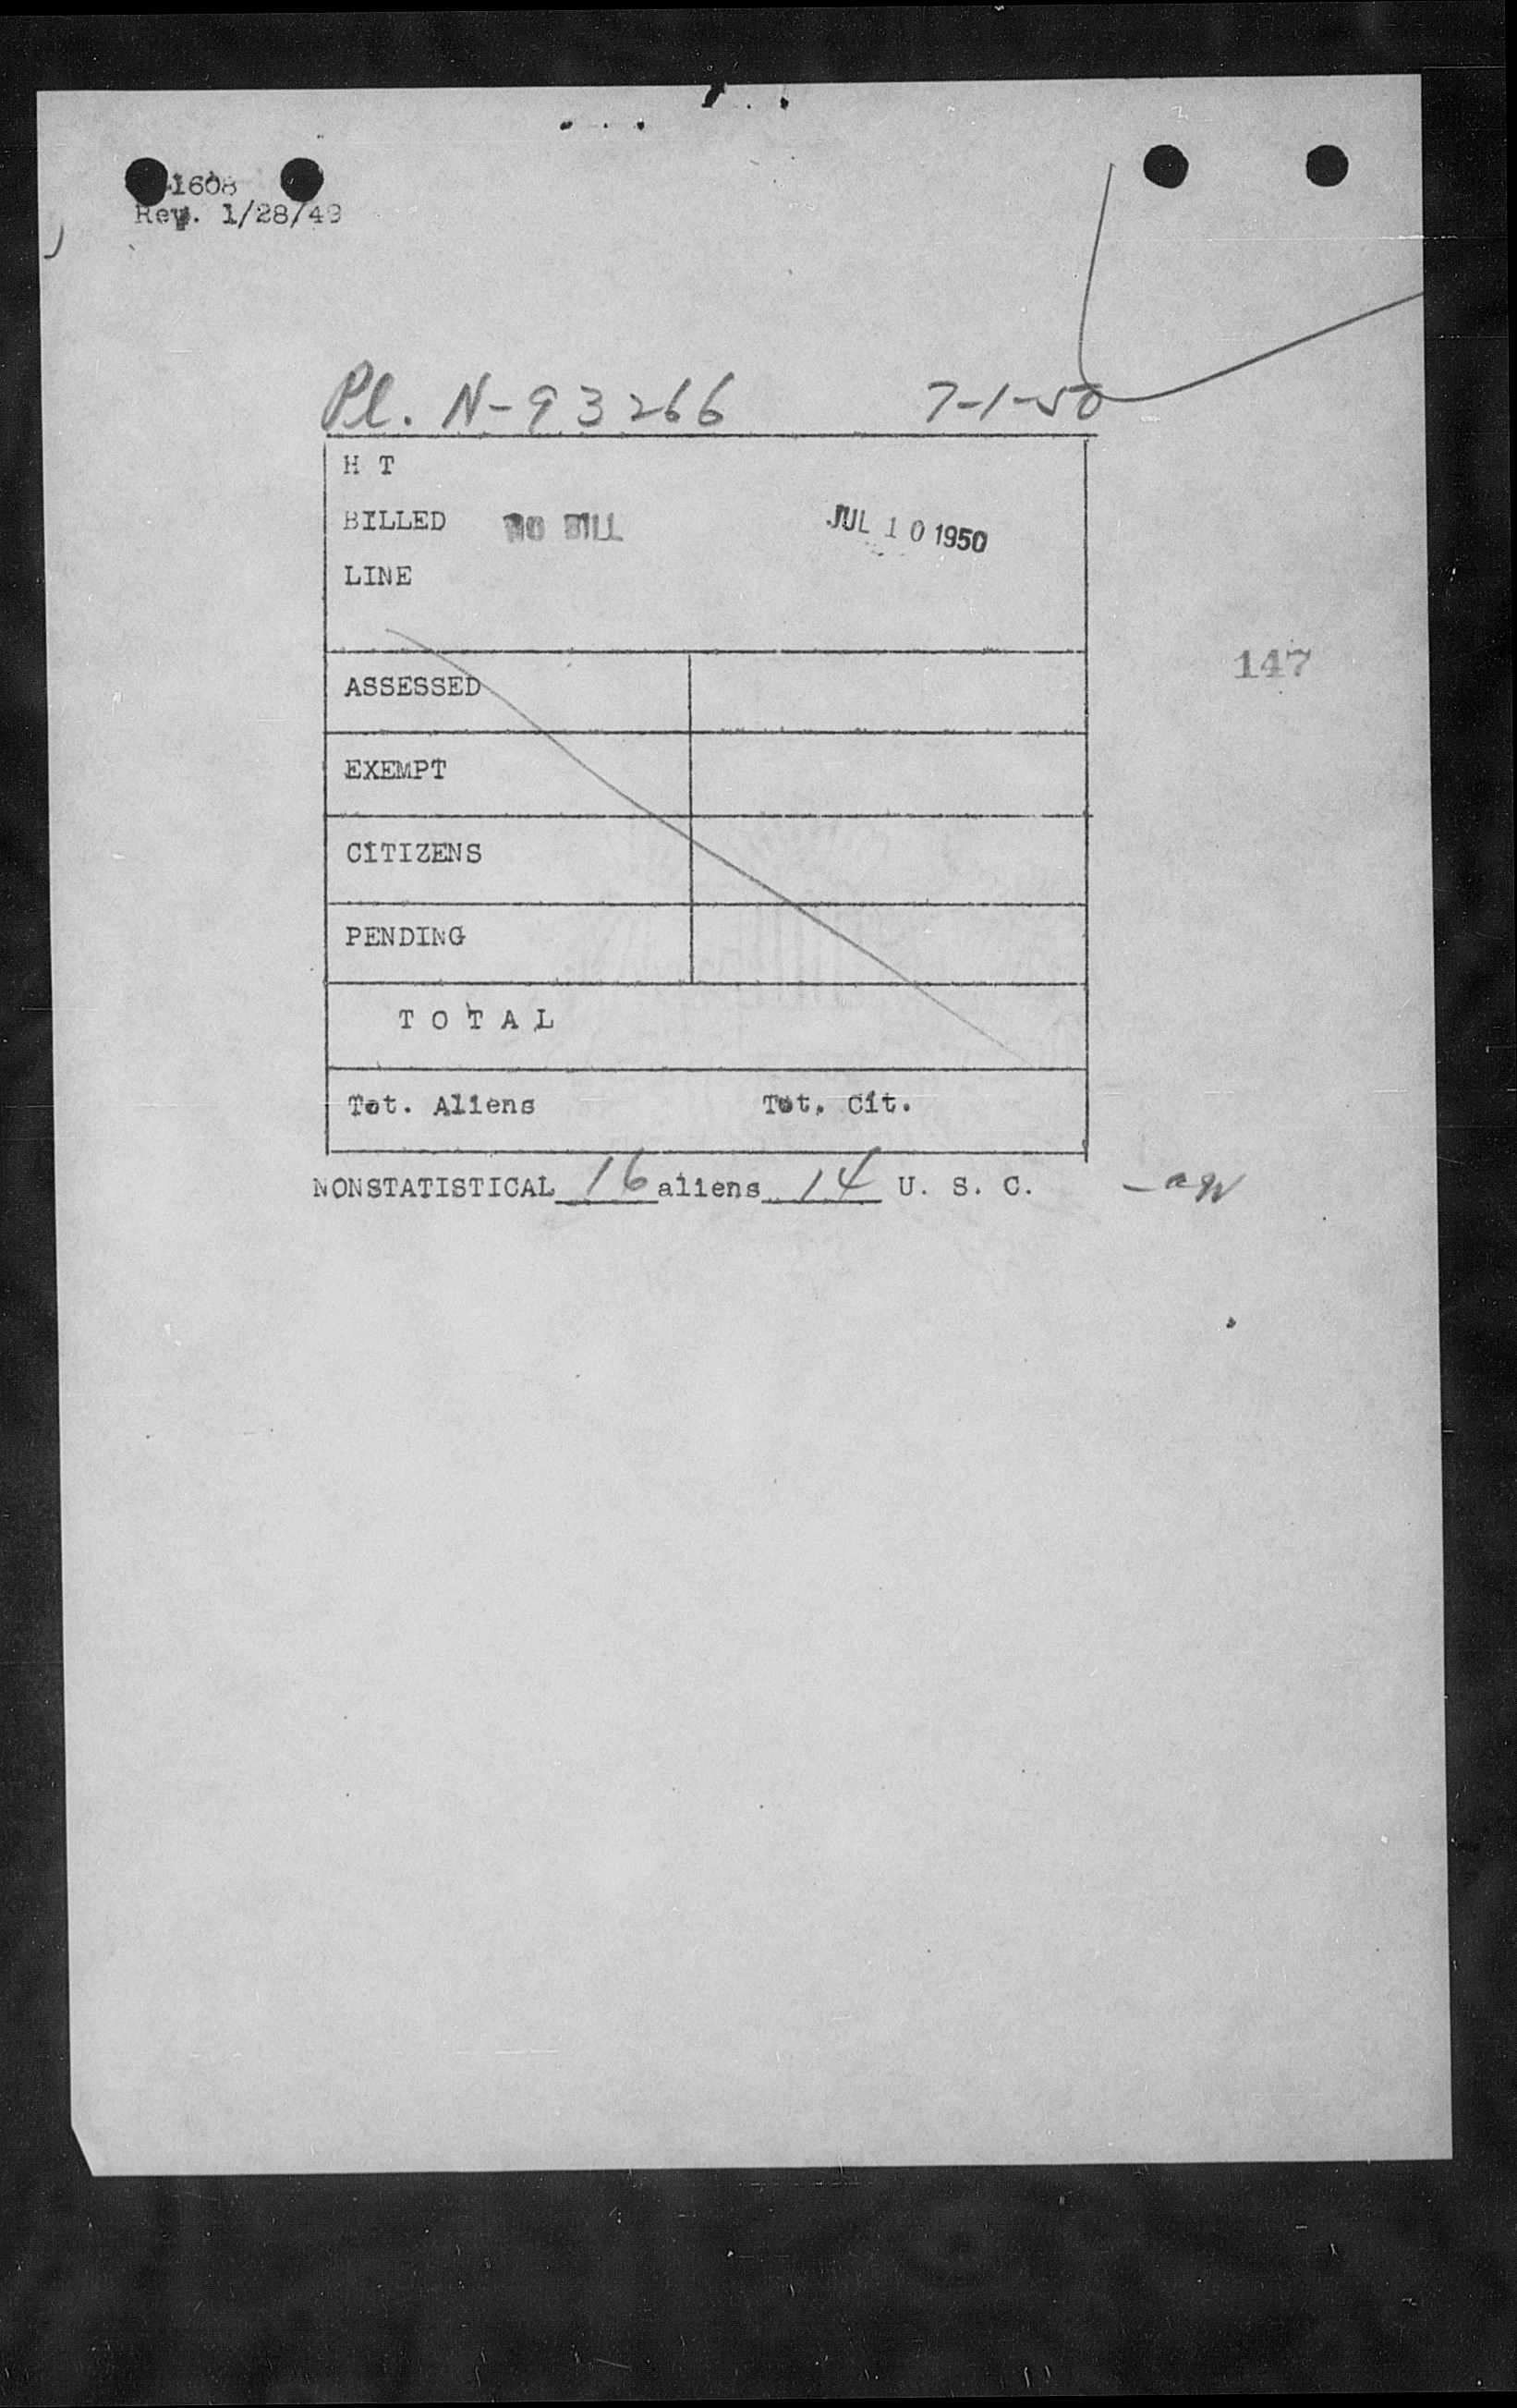 1608
Rev. 1/28/49
Pl. N-93266 7-1-50
H T
BILLED NO BILL JUL 10 1950
LINE
147
ASSESSED
EXEMPT
CITIZENS
PENDING
T O T A L
Tot. Aliens Tot. Cit.
NONSTATISTICAL 16 aliens 14 U. S. C.